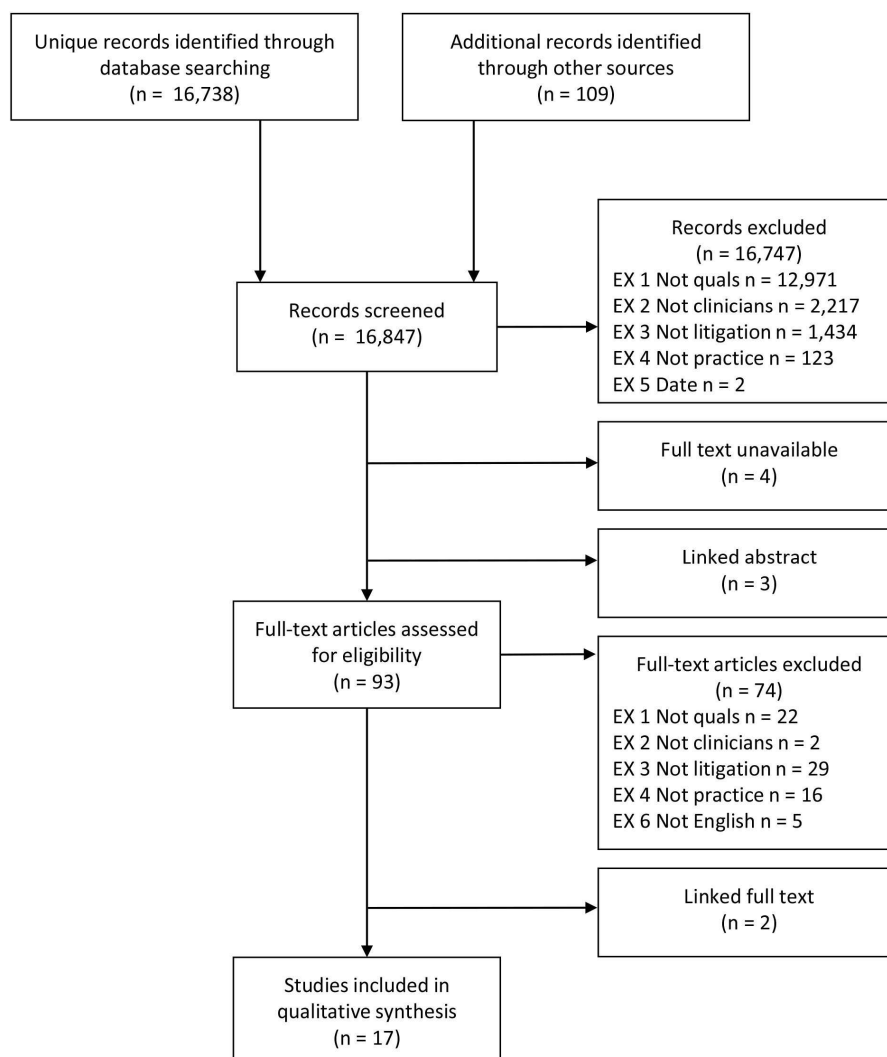 Unique records identified through
database searching
(n = 16,738)
Additional records identified
through other sources
(n = 109)
Records excluded
(n = 16,747)
EX 1 Not quals n = 12,971
EX 2 Not clinicians n = 2,217
EX 3 Not litigation n = 1,434
EX 4 Not practice n = 123
EX 5 Date n = 2
Records screened
(n = 16,847)
Full text unavailable
(n = 4)
Linked abstract
(n = 3)
Full-text articles assessed
for eligibility
(n = 93)
Full-text articles excluded
(n = 74)
EX 1 Not quals n = 22
EX 2 Not clinicians n = 2
EX 3 Not litigation n = 29
EX 4 Not practice n = 16
EX 6 Not English n = 5
Linked full text
(n = 2)
Studies included in
qualitative synthesis
(n = 17)